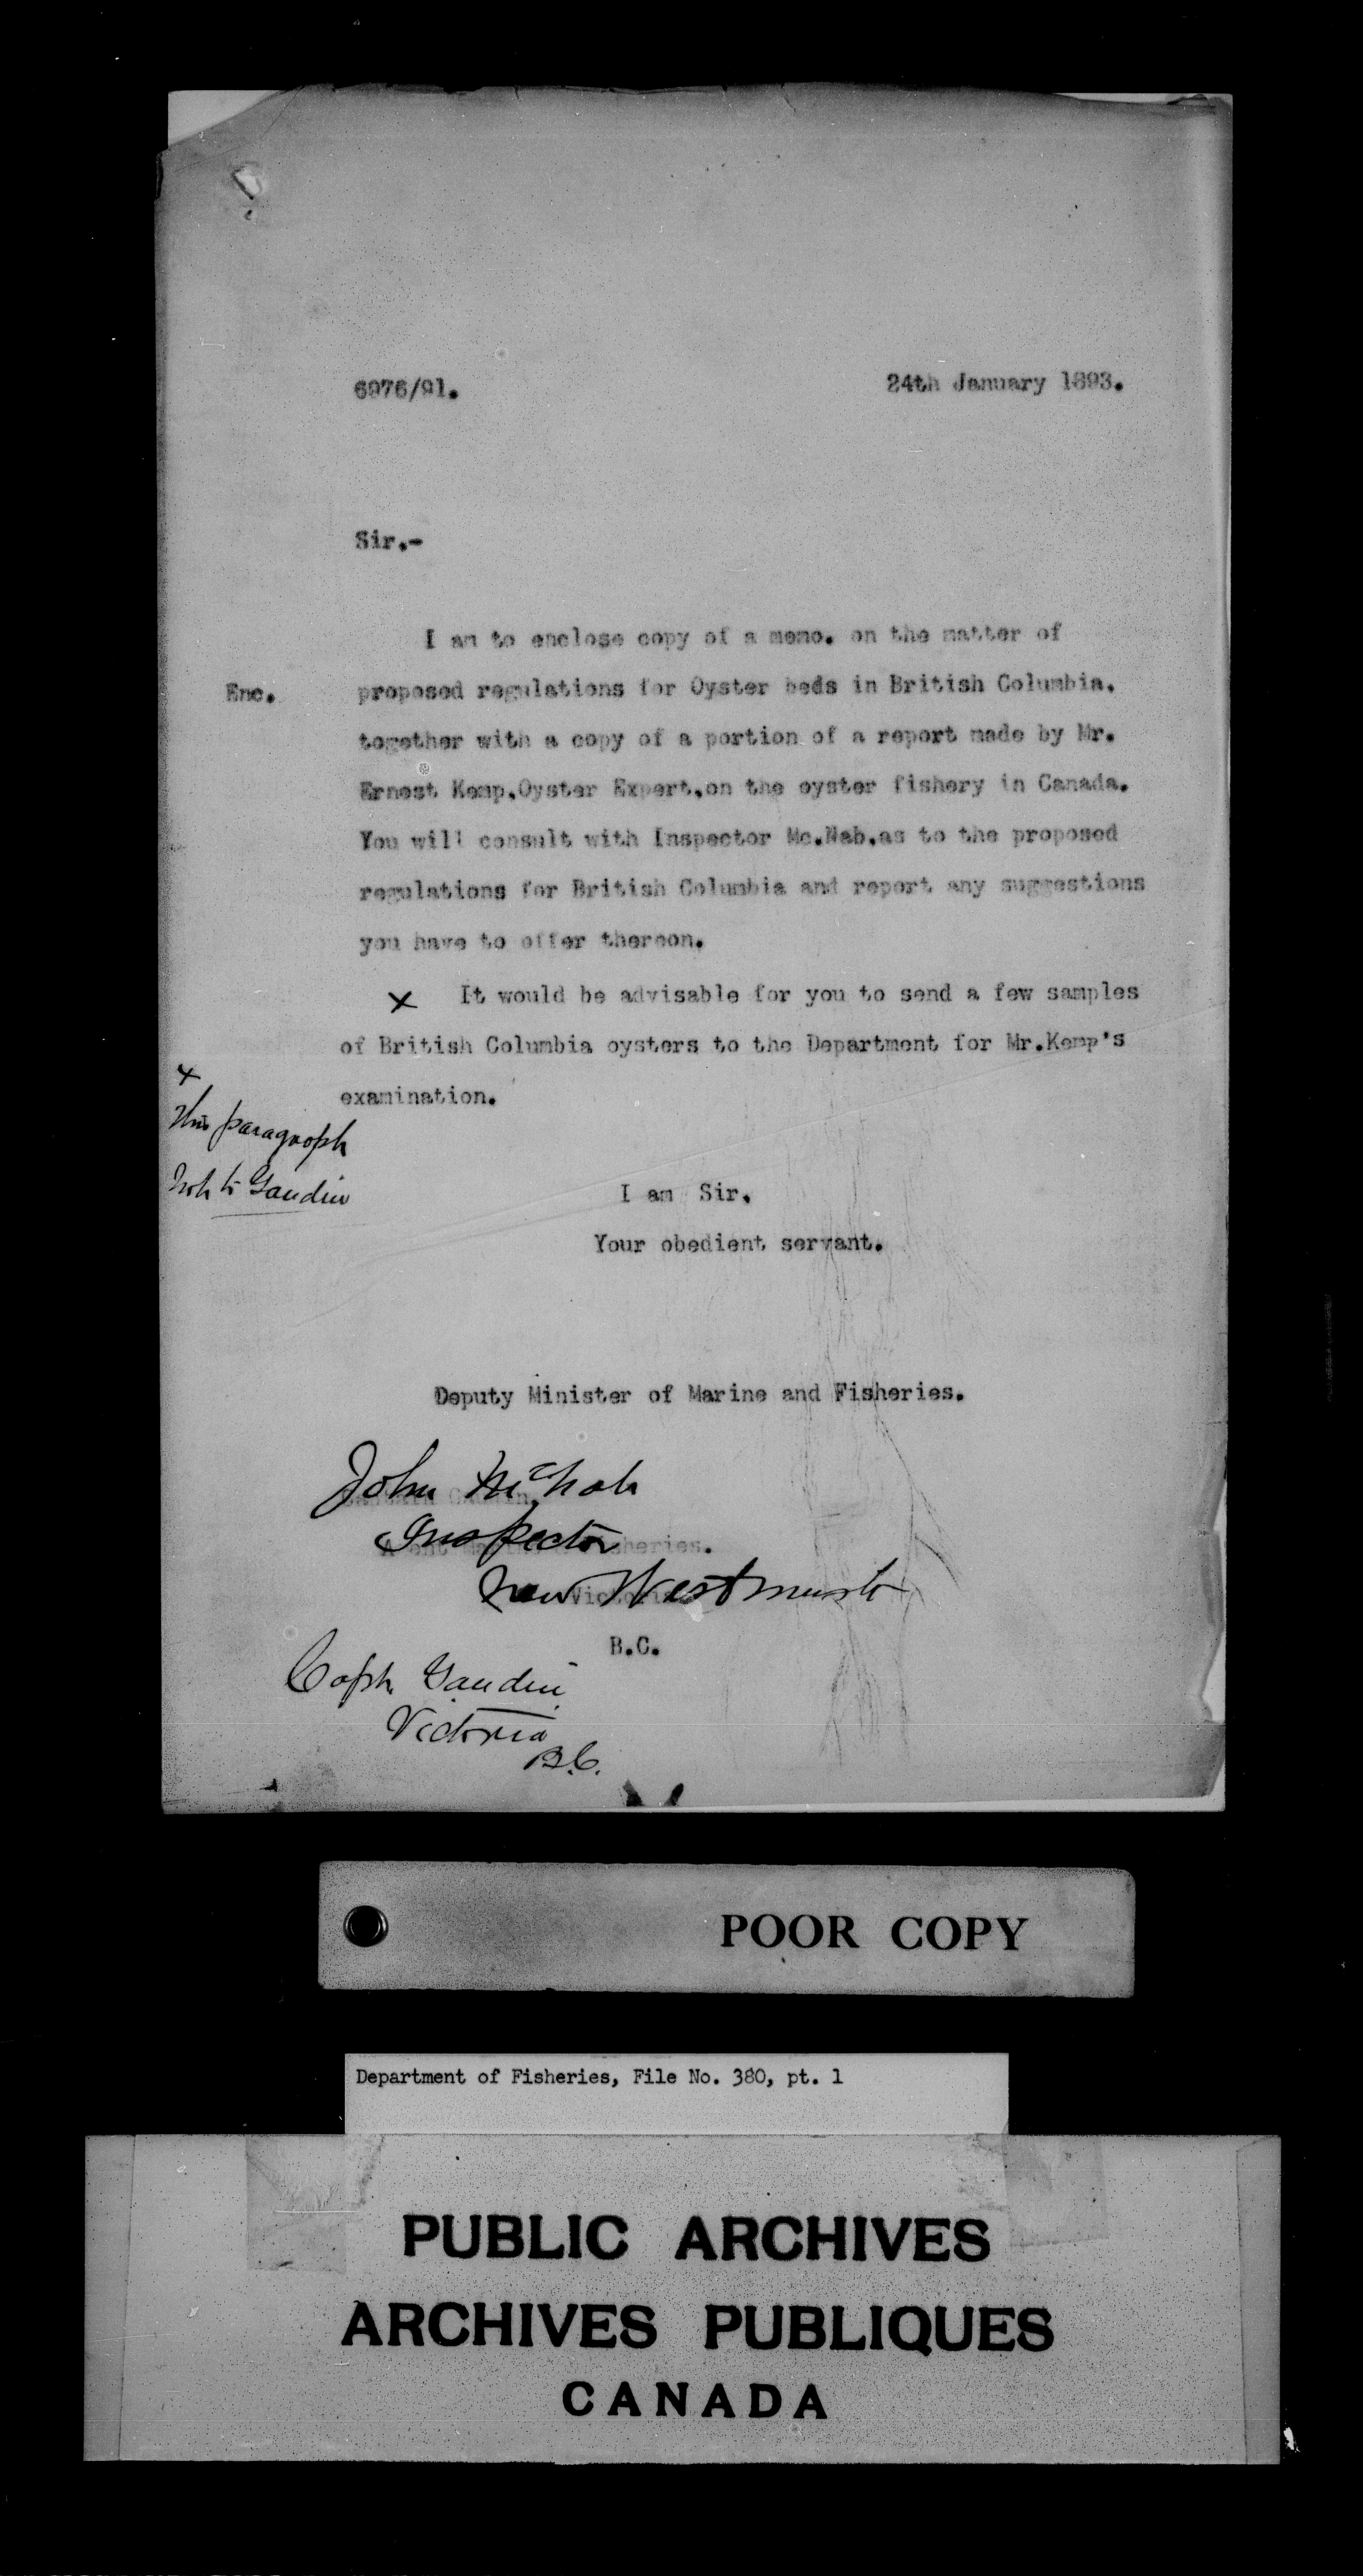 6976/91.
24th January 1893.
Sir.-
I am to enclose copy of a memo. on the matter of
Enc.
proposed regulations for Oyster beds in British Columbia.
together with a copy of a portion of a report made by Mr.
Ernest Kemp.Oyster Expert.on the oyster fishery in Canada.
You will consult with Inspector Mc.Nab.as to the proposed
regulations for British Columbia and report any suggestions
you have to offer thereon.
x It would be advisable for you to send a few samples
of British Columbia oysters to the Department for Mr.Kemp's
examination.
x
This paragraph
not to Gaudin
I am Sir.
Your obedient servant.
Deputy Minister of Marine and Fisheries.
John McNab
Inspector
Fisheries.
New Westminster
Victoria
B.C.
Capt. Gaudin
Victoria
B.C.
POOR COPY
Department of Fisheries, File No. 380, pt. 1
PUBLIC ARCHIVES
ARCHIVES PUBLIQUES
CANADA